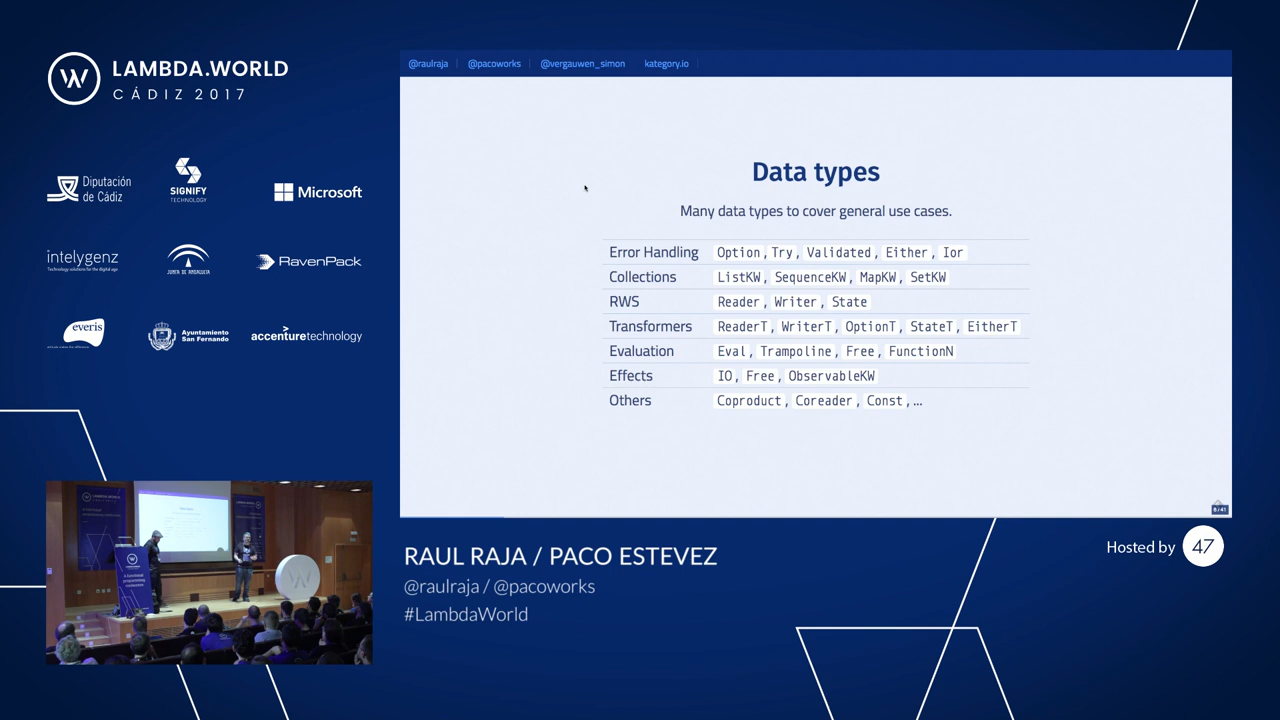 LAMBDA.WORLD
CÁDIZ 2017
Diputación
de Cádiz
SIGNIFY
TECHNOLOGY
Microsoft
intelygenz
Technology solutions for the digital age
JUNTA DE ANDALUCIA
RavenPack
everis
Ayuntamiento
San Fernando
accenturetechnology
@raulraja
@pacoworks
@vergauwen_simon
kategory.io
Data types
Many data types to cover general use cases.
Error Handling Option, Try, Validated, Either, Ior
Collections ListKW, SequenceKW, MapKW, SetKW
RWS Reader, Writer, State
Transformers ReaderT, WriterT, OptionT, StateT, EitherT
Evaluation Eval, Trampoline, Free, FunctionN
Effects IO, Free, ObservableKW
Others Coproduct, Coreader, Const, ...
8 / 41
RAUL RAJA / PACO ESTEVEZ
@raulraja / @pacoworks
#LambdaWorld
Hosted by 47